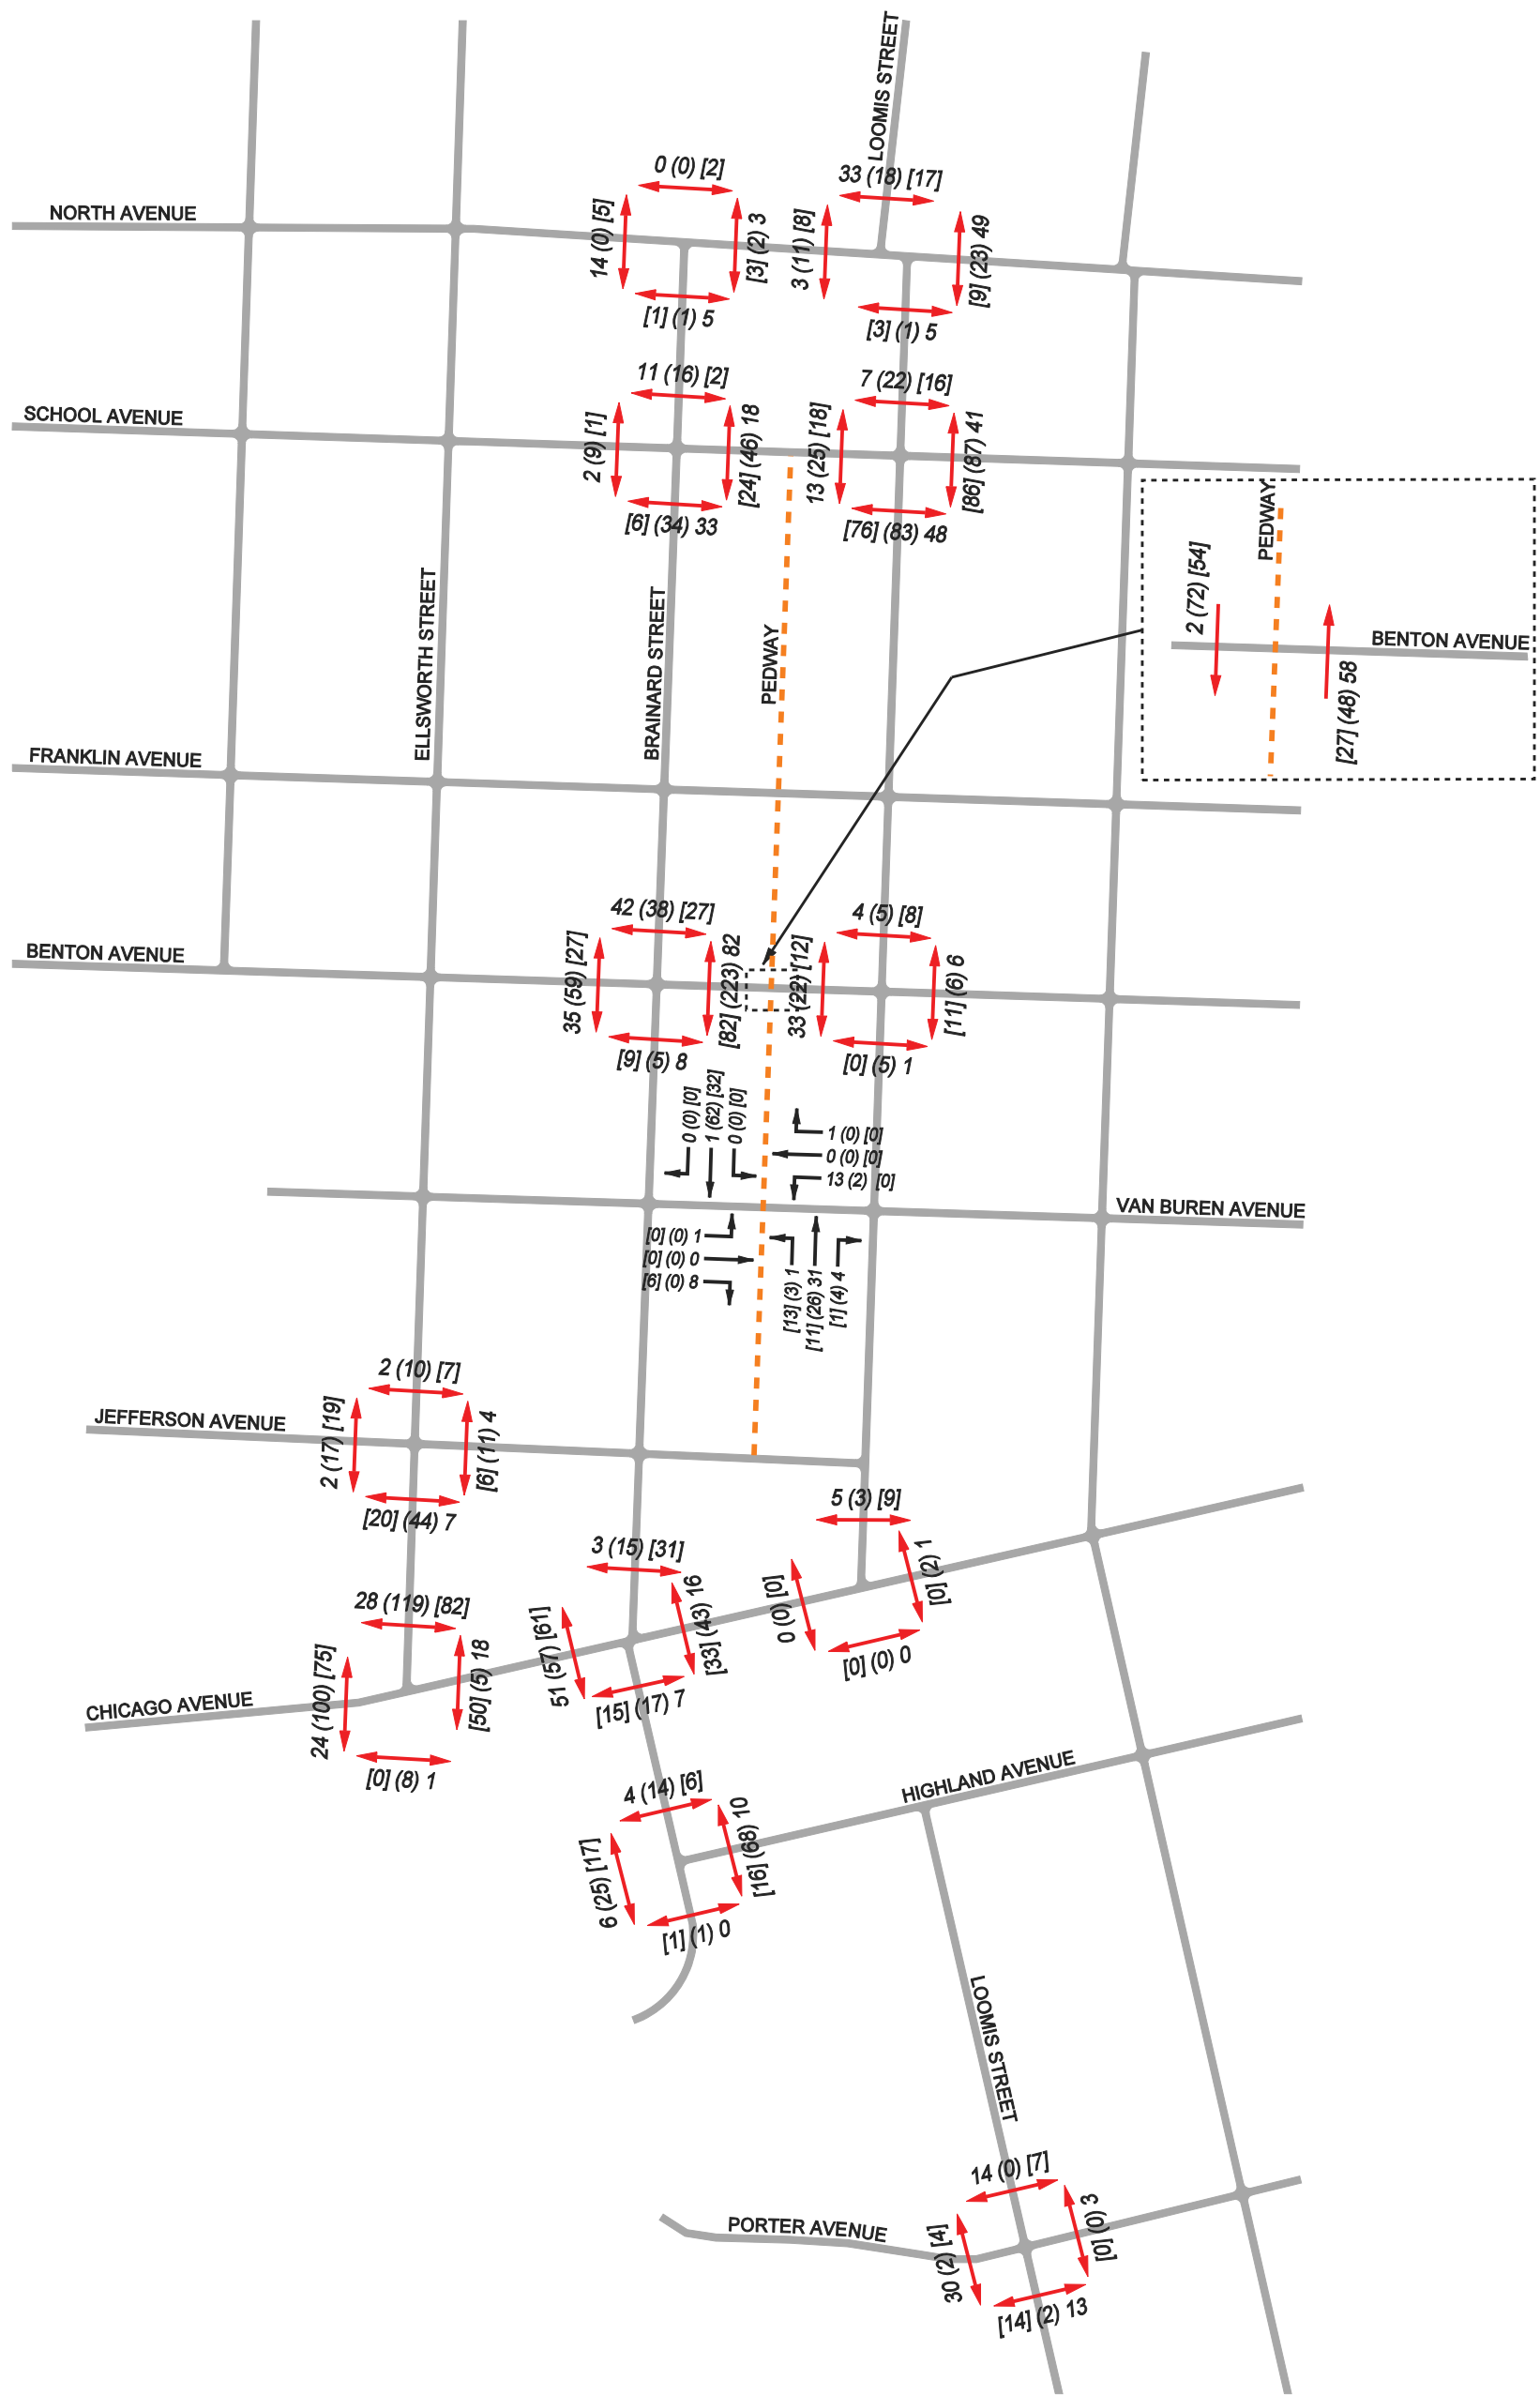 LOOMIS STREET
0 (0) [2]
33 (18) [17]
NORTH AVENUE
14 (0) [5]
[3] (2) 3
3 (11) [8]
[9] (23) 49
[1] (1) 5
[3] (1) 5
11 (16) [2]
7 (22) [16]
SCHOOL AVENUE
2 (9) [1]
[24] (46) 18
13 (25) [18]
[86] (87) 41
[6] (34) 33
[76] (83) 48
PEDWAY
2 (72) [54]
BENTON AVENUE
[27] (48) 58
ELLSWORTH STREET
BRAINARD STREET
PEDWAY
FRANKLIN AVENUE
42 (38) [27]
4 (5) [8]
BENTON AVENUE
35 (59) [27]
[82] (223) 82
33 (22) [12]
[11] (6) 6
[9] (5) 8
[0] (5) 1
0 (0) [0]
1 (62) [32]
0 (0) [0]
1 (0) [0]
0 (0) [0]
13 (2) [0]
VAN BUREN AVENUE
[0] (0) 1
[0] (0) 0
[6] (0) 8
[13] (3) 1
[11] (26) 31
[1] (4) 4
2 (10) [7]
JEFFERSON AVENUE
2 (17) [19]
[6] (11) 4
[20] (44) 7
5 (3) [9]
3 (15) [31]
0 (0) [0]
[0] (2) 1
28 (119) [82]
51 (57) [61]
[33] (43) 16
[0] (0) 0
24 (100) [75]
[50] (5) 18
[15] (17) 7
CHICAGO AVENUE
[0] (8) 1
HIGHLAND AVENUE
4 (14) [6]
6 (25) [17]
[16] (68) 10
[1] (1) 0
LOOMIS STREET
14 (0) [7]
PORTER AVENUE
30 (2) [4]
[0] (0) 3
[14] (2) 13